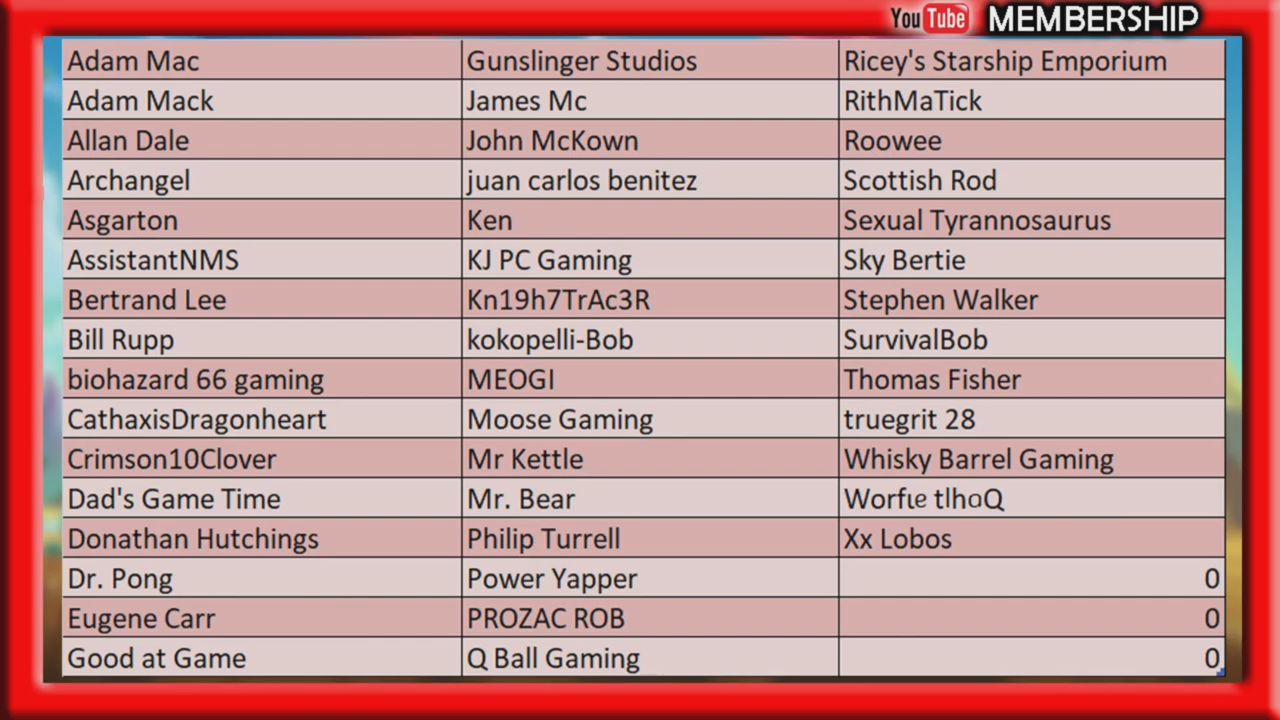 YouTube MEMBERSHIP
Adam Mac Gunslinger Studios Ricey's Starship Emporium
Adam Mack James Mc RithMaTick
Allan Dale John McKown Roowee
Archangel juan carlos benitez Scottish Rod
Asgarton Ken Sexual Tyrannosaurus
AssistantNMS KJ PC Gaming Sky Bertie
Bertrand Lee Kn19h7TrAc3R Stephen Walker
Bill Rupp kokopelli-Bob SurvivalBob
biohazard 66 gaming MEOGI Thomas Fisher
CathaxisDragonheart Moose Gaming truegrit 28
Crimson10Clover Mr Kettle Whisky Barrel Gaming
Dad's Game Time Mr. Bear Worfɩe tlhɑQ
Donathan Hutchings Philip Turrell Xx Lobos
Dr. Pong Power Yapper 0
Eugene Carr PROZAC ROB 0
Good at Game Q Ball Gaming 0